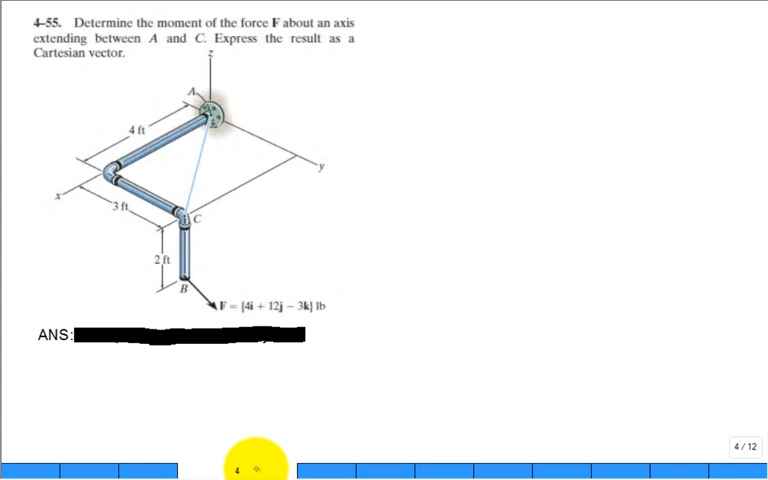 4–55. Determine the moment of the force F about an axis
extending between A and C. Express the result as a
Cartesian vector.
z
A
4 ft
y
x
3 ft
C
2 ft
B
F = {4i + 12j – 3k} lb
ANS:
4 / 12
4